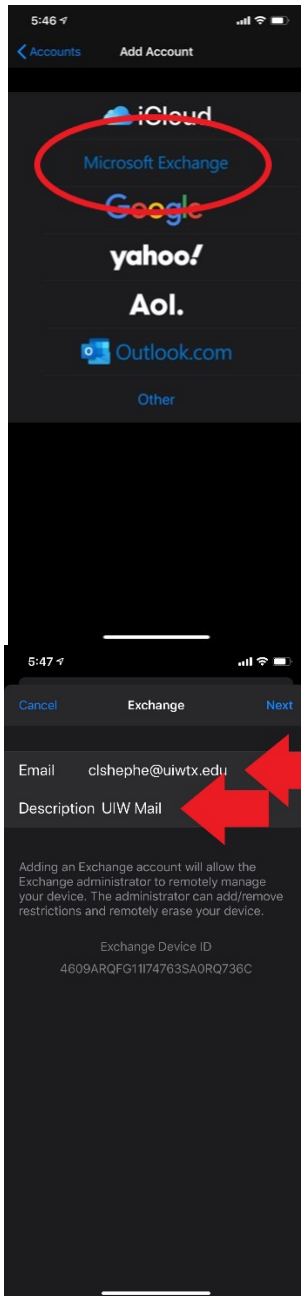 5:46
Accounts Add Account
iCloud
Microsoft Exchange
Google
yahoo!
Aol.
Outlook.com
Other
5:47
Cancel Exchange Next
Email clshephe@uiwtx.edu
Description UIW Mail
Adding an Exchange account will allow the
Exchange administrator to remotely manage
your device. The administrator can add/remove
restrictions and remotely erase your device.
Exchange Device ID
4609ARQFG11I74763SA0RQ736C